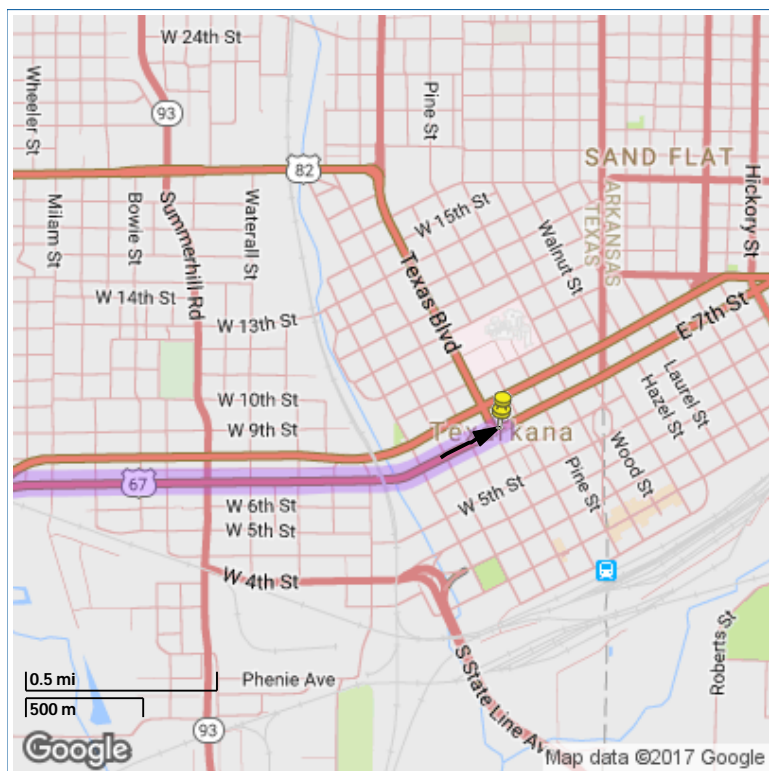 W 24th St
Wheeler St
93
Pine St
82
SAND FLAT
Hickory St
Milam St
Bowie St
Summerhill Rd
Waterall St
W 15th St
ARKANSAS
TEXAS
Walnut St
Texas Blvd
W 14th St
W 13th St
E 7th St
Laurel St
Hazel St
W 10th St
W 9th St
Texarkana
Wood St
Pine St
67
W 5th St
W 6th St
W 5th St
W 4th St
Roberts St
S State Line Av
0.5 mi
500 m
Phenie Ave
93
Google
Map data ©2017 Google